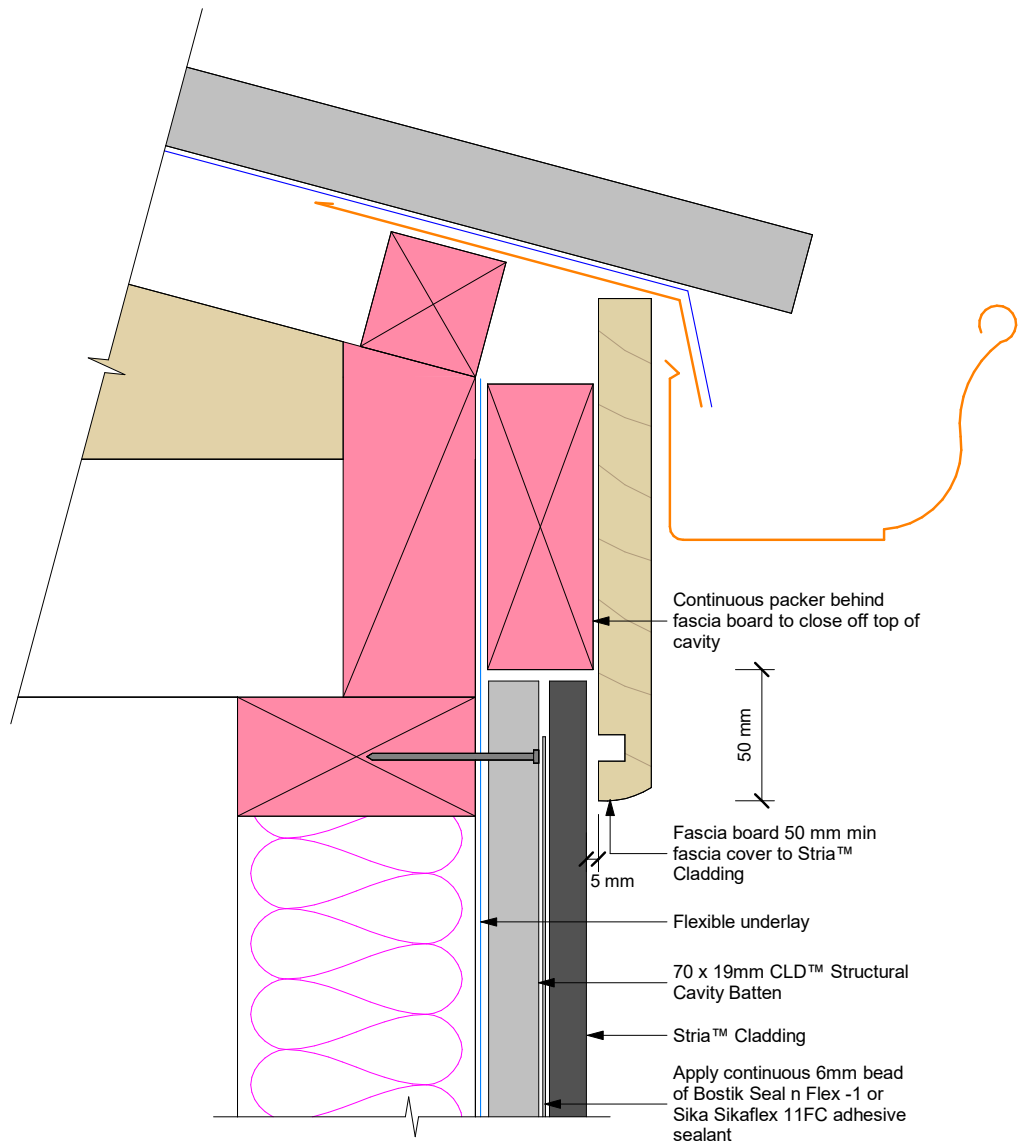 Continuous packer behind
fascia board to close off top of
cavity
50 mm
Fascia board 50 mm min
fascia cover to Stria™
Cladding
5 mm
Flexible underlay
70 x 19mm CLD™ Structural
Cavity Batten
Stria™ Cladding
Apply continuous 6mm bead
of Bostik Seal n Flex -1 or
Sika Sikaflex 11FC adhesive
sealant